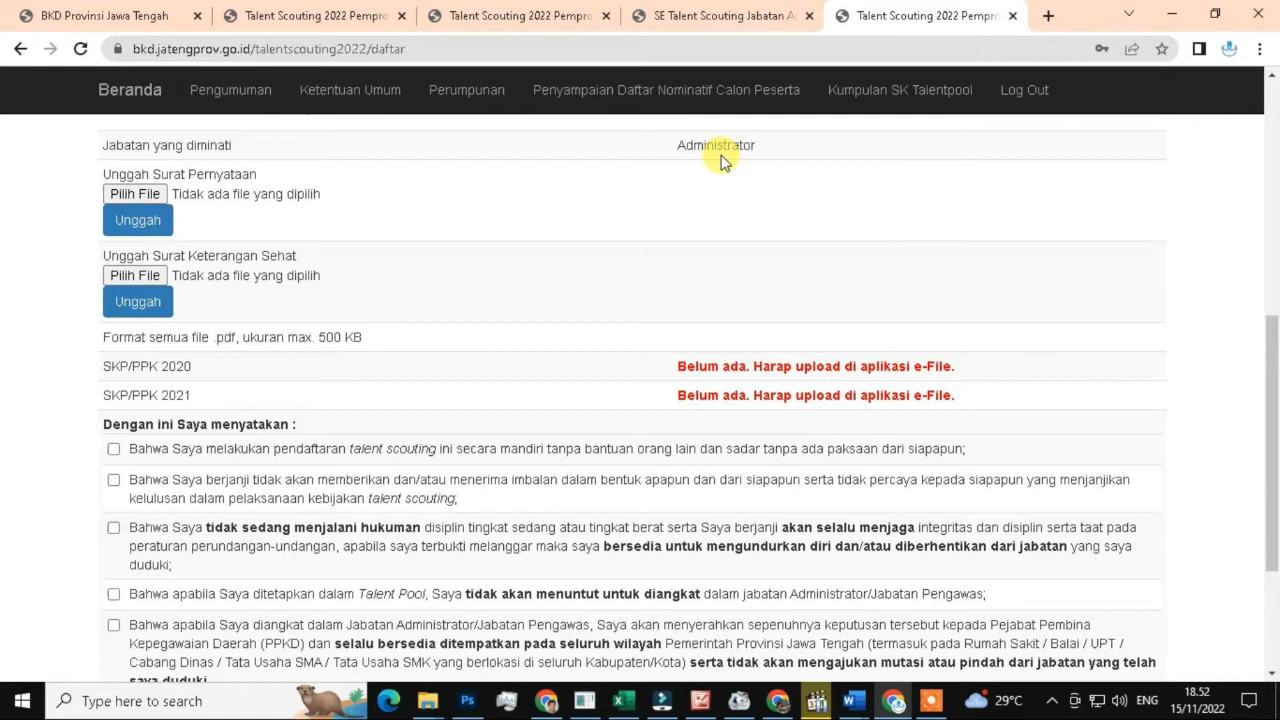 BKD Provinsi Jawa Tengah
Talent Scouting 2022 Pempro
Talent Scouting 2022 Pempro
SE Talent Scouting Jabatan A
Talent Scouting 2022 Pempro
bkd.jatengprov.go.id/talentscouting2022/daftar
Beranda Pengumuman Ketentuan Umum Perumpunan Penyampaian Daftar Nominatif Calon Peserta Kumpulan SK Talentpool Log Out
Jabatan yang diminati Administrator
Unggah Surat Pernyataan
Pilih File Tidak ada file yang dipilih
Unggah
Unggah Surat Keterangan Sehat
Pilih File Tidak ada file yang dipilih
Unggah
Format semua file .pdf, ukuran max. 500 KB
SKP/PPK 2020 Belum ada. Harap upload di aplikasi e-File.
SKP/PPK 2021 Belum ada. Harap upload di aplikasi e-File.
Dengan ini Saya menyatakan :
Bahwa Saya melakukan pendaftaran talent scouting ini secara mandiri tanpa bantuan orang lain dan sadar tanpa ada paksaan dari siapapun;
Bahwa Saya berjanji tidak akan memberikan dan/atau menerima imbalan dalam bentuk apapun dan dari siapapun serta tidak percaya kepada siapapun yang menjanjikan
kelulusan dalam pelaksanaan kebijakan talent scouting;
Bahwa Saya tidak sedang menjalani hukuman disiplin tingkat sedang atau tingkat berat serta Saya berjanji akan selalu menjaga integritas dan disiplin serta taat pada
peraturan perundangan-undangan, apabila saya terbukti melanggar maka saya bersedia untuk mengundurkan diri dan/atau diberhentikan dari jabatan yang saya
duduki;
Bahwa apabila Saya ditetapkan dalam Talent Pool, Saya tidak akan menuntut untuk diangkat dalam jabatan Administrator/Jabatan Pengawas;
Bahwa apabila Saya diangkat dalam Jabatan Administrator/Jabatan Pengawas, Saya akan menyerahkan sepenuhnya keputusan tersebut kepada Pejabat Pembina
Kepegawaian Daerah (PPKD) dan selalu bersedia ditempatkan pada seluruh wilayah Pemerintah Provinsi Jawa Tengah (termasuk pada Rumah Sakit / Balai / UPT /
Cabang Dinas / Tata Usaha SMA / Tata Usaha SMK yang berlokasi di seluruh Kabupaten/Kota) serta tidak akan mengajukan mutasi atau pindah dari jabatan yang telah
saya duduki
Type here to search
29°C
ENG
18.52
15/11/2022